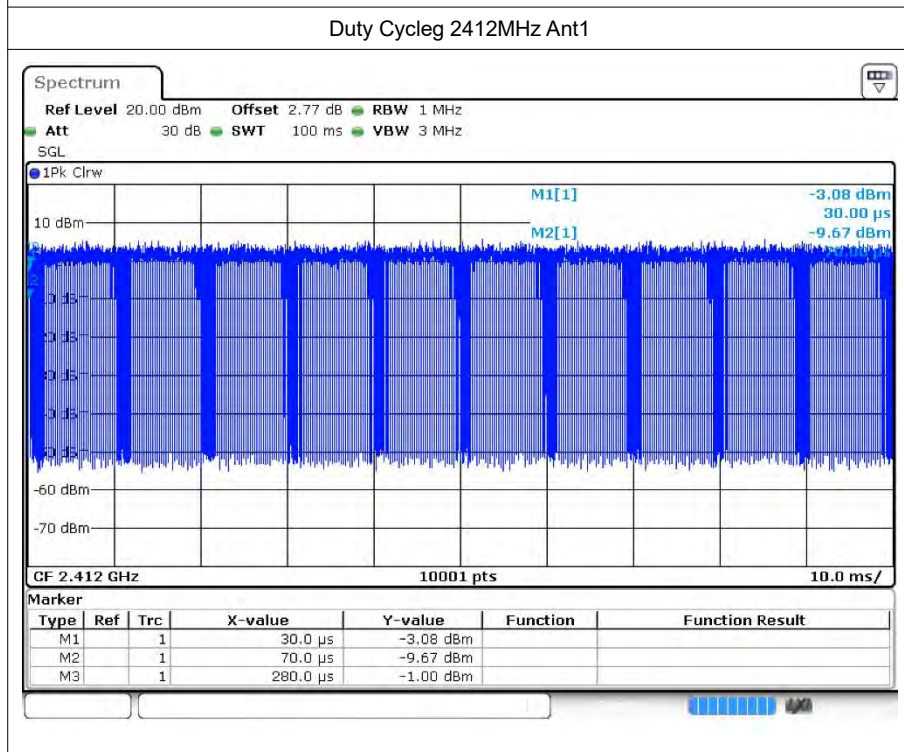 Duty Cycleg 2412MHz Ant1
Spectrum
Ref Level 20.00 dBm Offset 2.77 dB RBW 1 MHz
Att 30 dB SWT 100 ms VBW 3 MHz
SGL
1Pk Clrw
M1[1] -3.08 dBm
30.00 µs
10 dBm
M2[1] -9.67 dBm
70.00 µs
-60 dBm
-70 dBm
CF 2.412 GHz 10001 pts 10.0 ms/
Marker
Type Ref Trc X-value Y-value Function Function Result
M1 1 30.0 µs -3.08 dBm
M2 1 70.0 µs -9.67 dBm
M3 1 280.0 µs -1.00 dBm